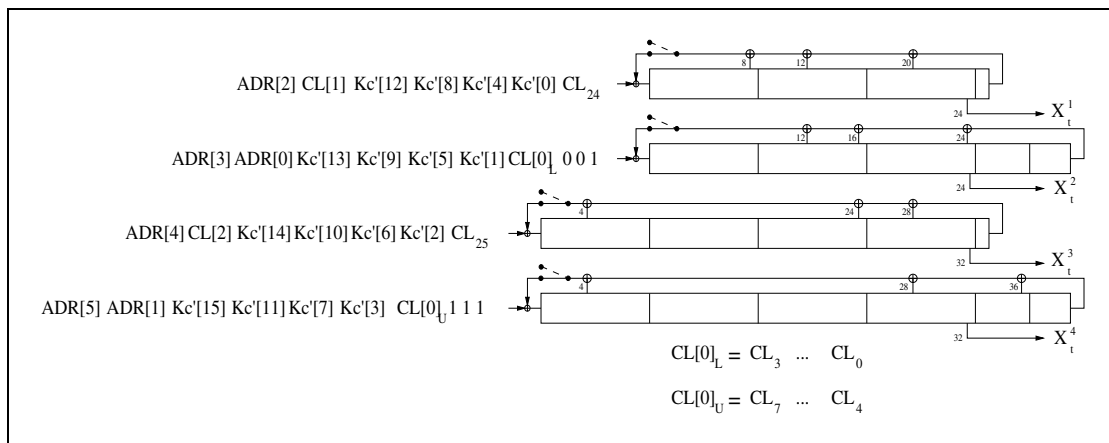 8 12 20
ADR[2] CL[1] Kc'[12] Kc'[8] Kc'[4] Kc'[0] CL₂₄
24 X¹ₜ
12 16 24
ADR[3] ADR[0] Kc'[13] Kc'[9] Kc'[5] Kc'[1] CL[0]L 0 0 1
24 X²ₜ
4 24 28
ADR[4] CL[2] Kc'[14] Kc'[10] Kc'[6] Kc'[2] CL₂₅
32 X³ₜ
4 28 36
ADR[5] ADR[1] Kc'[15] Kc'[11] Kc'[7] Kc'[3] CL[0]U 1 1 1
32 X⁴ₜ
CL[0]L = CL₃ ... CL₀
CL[0]U = CL₇ ... CL₄